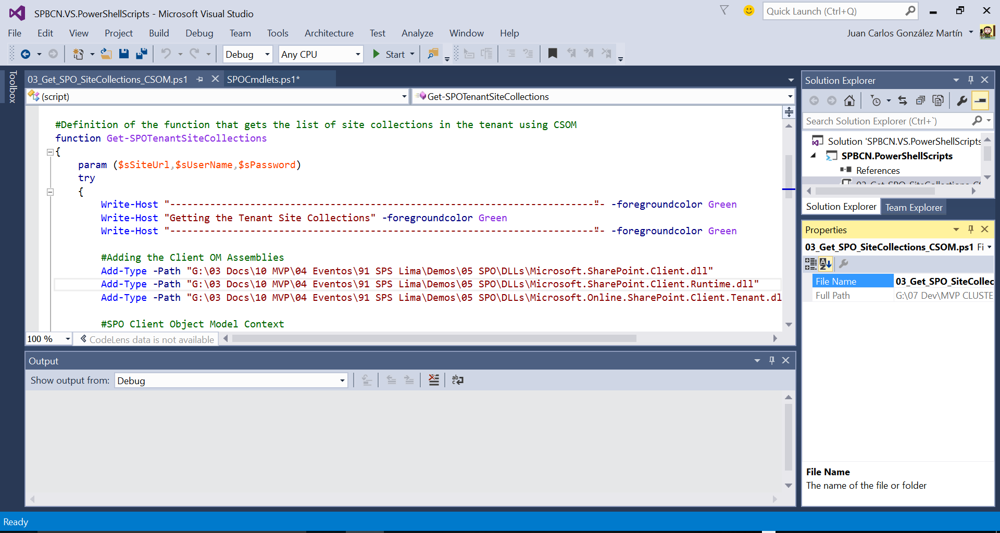 SPBCN.VS.PowerShellScripts - Microsoft Visual Studio
Quick Launch (Ctrl+Q)
File Edit View Project Build Debug Team Tools Architecture Test Analyze Window Help
Juan Carlos González Martín
Debug Any CPU Start
Toolbox
03_Get_SPO_SiteCollections_CSOM.ps1 SPOCmdlets.ps1*
(script) Get-SPOTenantSiteCollections
#Definition of the function that gets the list of site collections in the tenant using CSOM
function Get-SPOTenantSiteCollections
{
param ($sSiteUrl,$sUserName,$sPassword)
try
{
Write-Host "--------------------------------------------------------------------------"- -foregroundcolor Green
Write-Host "Getting the Tenant Site Collections" -foregroundcolor Green
Write-Host "--------------------------------------------------------------------------"- -foregroundcolor Green
#Adding the Client OM Assemblies
Add-Type -Path "G:\03 Docs\10 MVP\04 Eventos\91 SPS Lima\Demos\05 SPO\DLLs\Microsoft.SharePoint.Client.dll"
Add-Type -Path "G:\03 Docs\10 MVP\04 Eventos\91 SPS Lima\Demos\05 SPO\DLLs\Microsoft.SharePoint.Client.Runtime.dll"
Add-Type -Path "G:\03 Docs\10 MVP\04 Eventos\91 SPS Lima\Demos\05 SPO\DLLs\Microsoft.Online.SharePoint.Client.Tenant.dl
#SPO Client Object Model Context
100 % CodeLens data is not available
Output
Show output from: Debug
Solution Explorer
Search Solution Explorer (Ctrl+`)
Solution 'SPBCN.VS.PowerShellScripts
SPBCN.PowerShellScripts
References
03_Get_SPO_SiteCollections_CS
Solution Explorer Team Explorer
Properties
03_Get_SPO_SiteCollections_CSOM.ps1 Fi
File Name 03_Get_SPO_SiteCollec
Full Path G:\07 Dev\MVP CLUSTE
File Name
The name of the file or folder
Ready